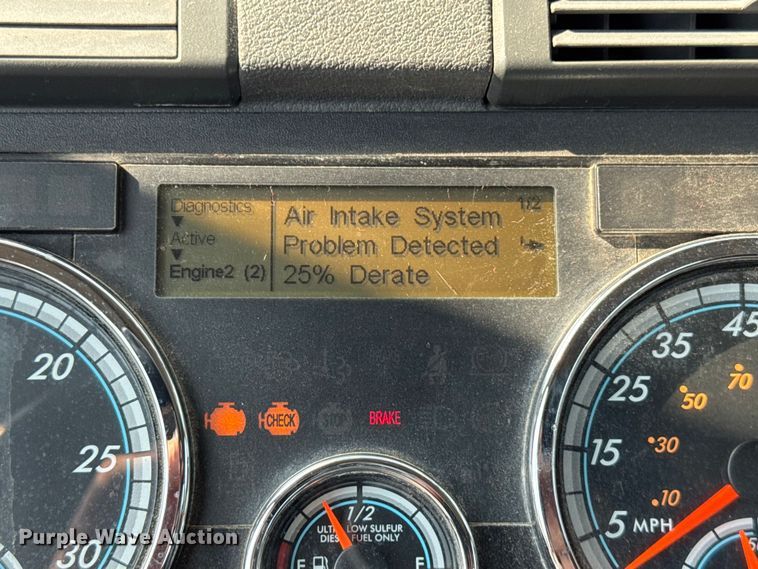 Diagnostics
Active
Engine2 (2)
Air Intake System
Problem Detected
25% Derate
1/2
CHECK
STOP
BRAKE
20
25
30
1/2
ULTRA LOW SULFUR
DIESEL FUEL ONLY
E
F
45
35
25
15
5 MPH
70
50
30
10
Purple Wave Auction®